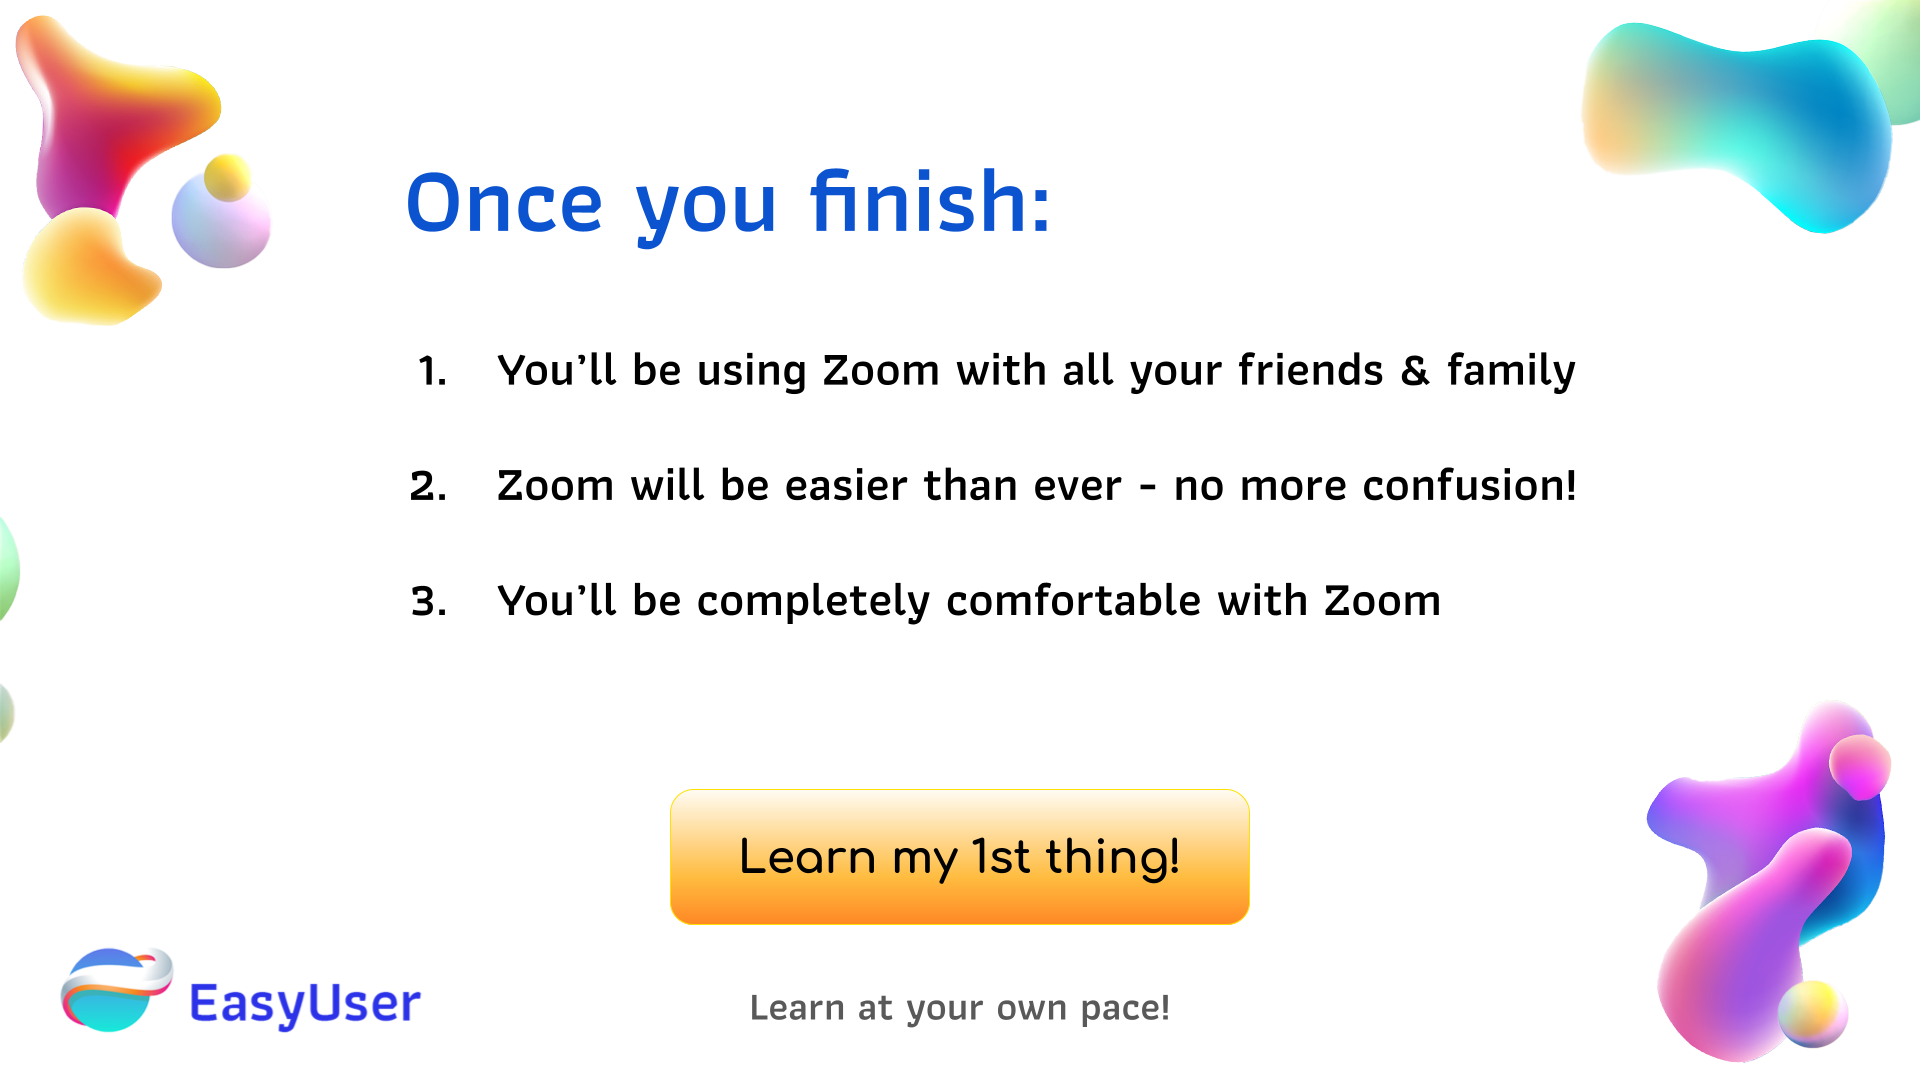 Once you finish:
1. You’ll be using Zoom with all your friends & family
2. Zoom will be easier than ever - no more confusion!
3. You’ll be completely comfortable with Zoom
Learn my 1st thing!
EasyUser
Learn at your own pace!